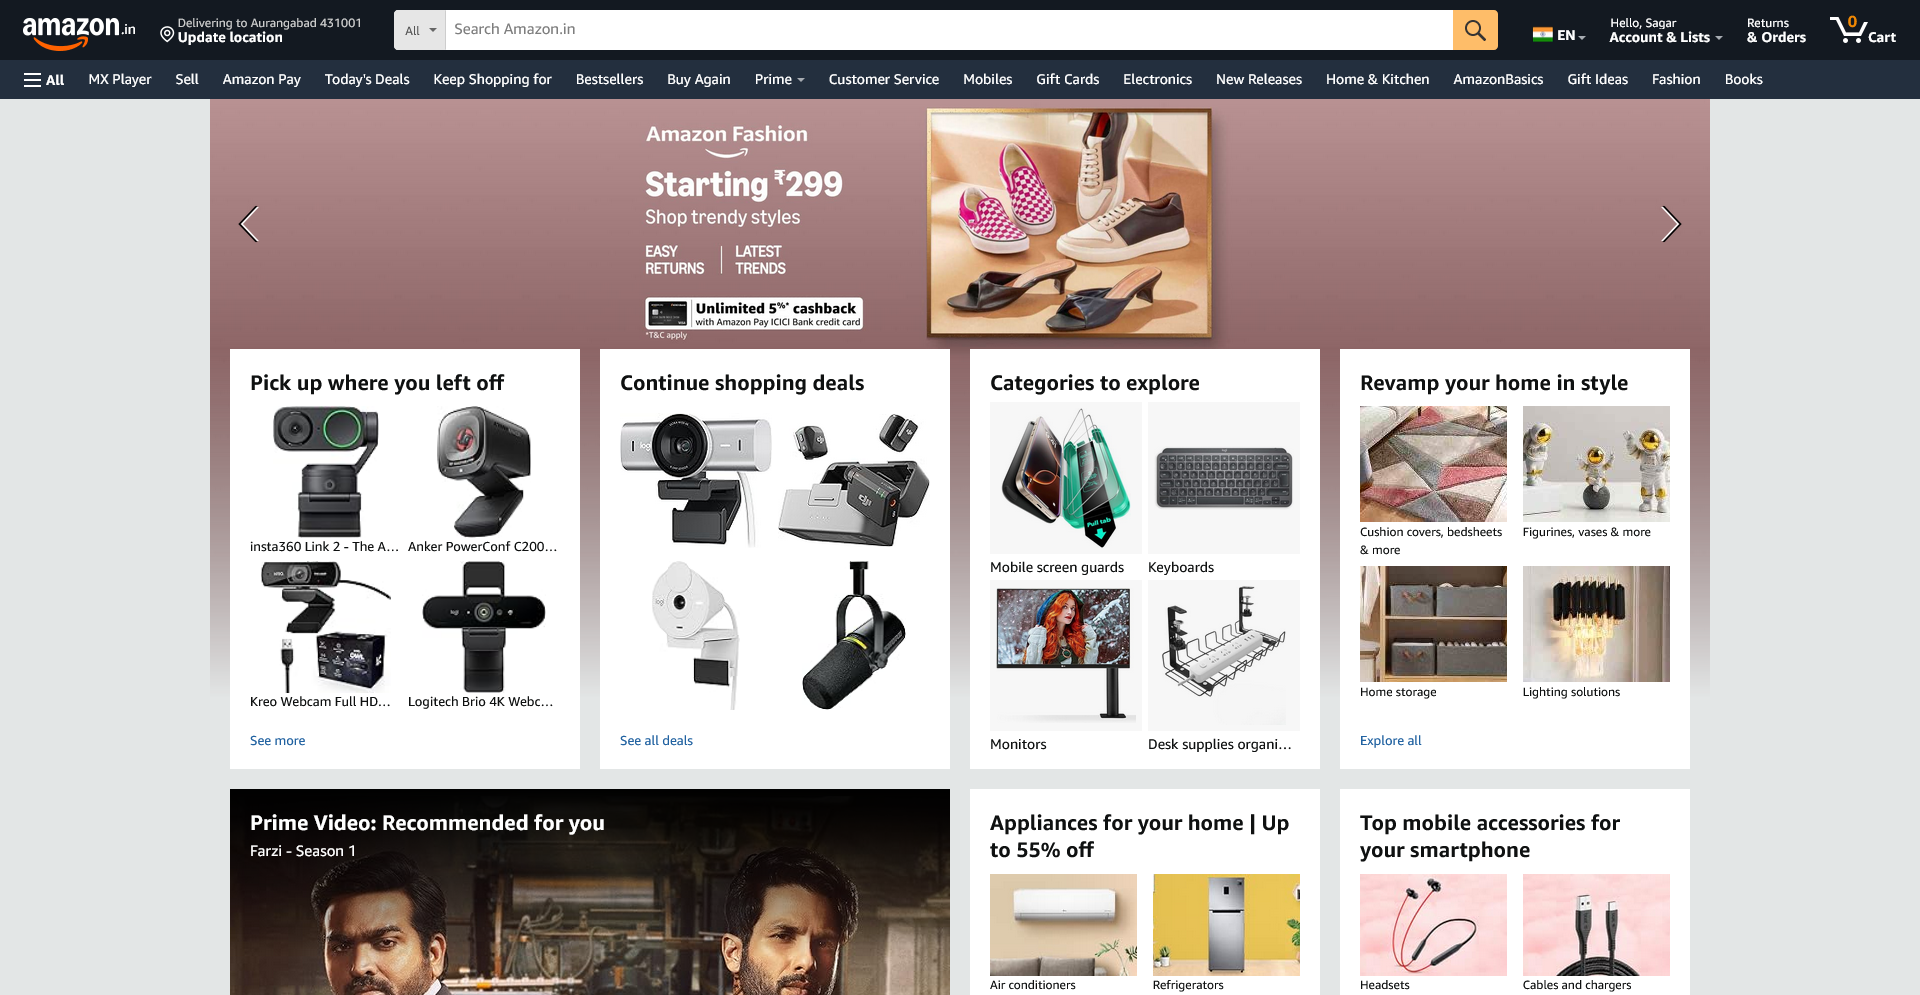 amazon.in
Delivering to Aurangabad 431001
Update location
All
Search Amazon.in
EN
Hello, Sagar
Account & Lists
Returns
& Orders
0
Cart
All
MX Player
Sell
Amazon Pay
Today's Deals
Keep Shopping for
Bestsellers
Buy Again
Prime
Customer Service
Mobiles
Gift Cards
Electronics
New Releases
Home & Kitchen
AmazonBasics
Gift Ideas
Fashion
Books
Amazon Fashion
Starting ₹299
Shop trendy styles
EASY
RETURNS
LATEST
TRENDS
Unlimited 5%* cashback
with Amazon Pay ICICI Bank credit card
*T&C apply
Pick up where you left off
insta360 Link 2 - The A...
Anker PowerConf C200...
Kreo Webcam Full HD...
Logitech Brio 4K Webc...
See more
Continue shopping deals
See all deals
Categories to explore
Pull tab
Mobile screen guards
Keyboards
Monitors
Desk supplies organi...
Revamp your home in style
Cushion covers, bedsheets
& more
Figurines, vases & more
Home storage
Lighting solutions
Explore all
Prime Video: Recommended for you
Farzi - Season 1
Appliances for your home | Up
to 55% off
Air conditioners
Refrigerators
Top mobile accessories for
your smartphone
Headsets
Cables and chargers